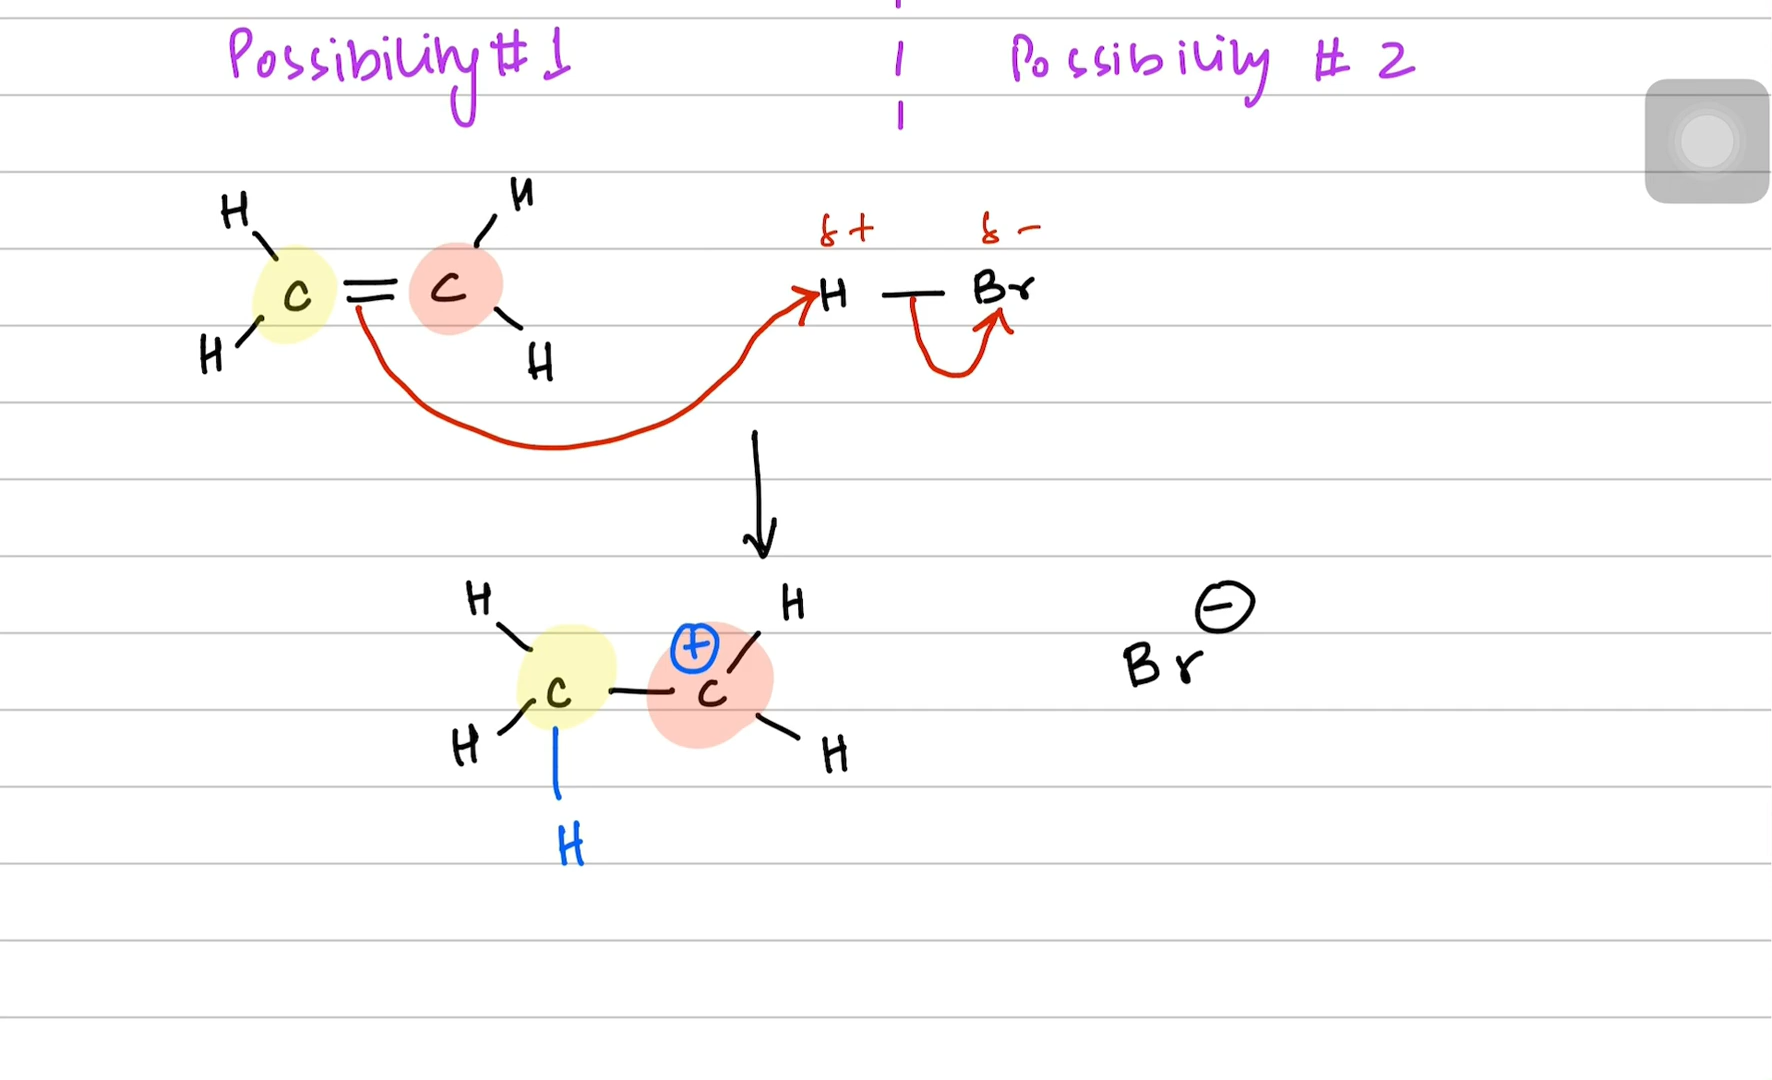 Possibility #1 Possibility # 2
H H
δ+ δ-
C = C H — Br
H H
H H
⊖
⊕
C — C Br
H H
H